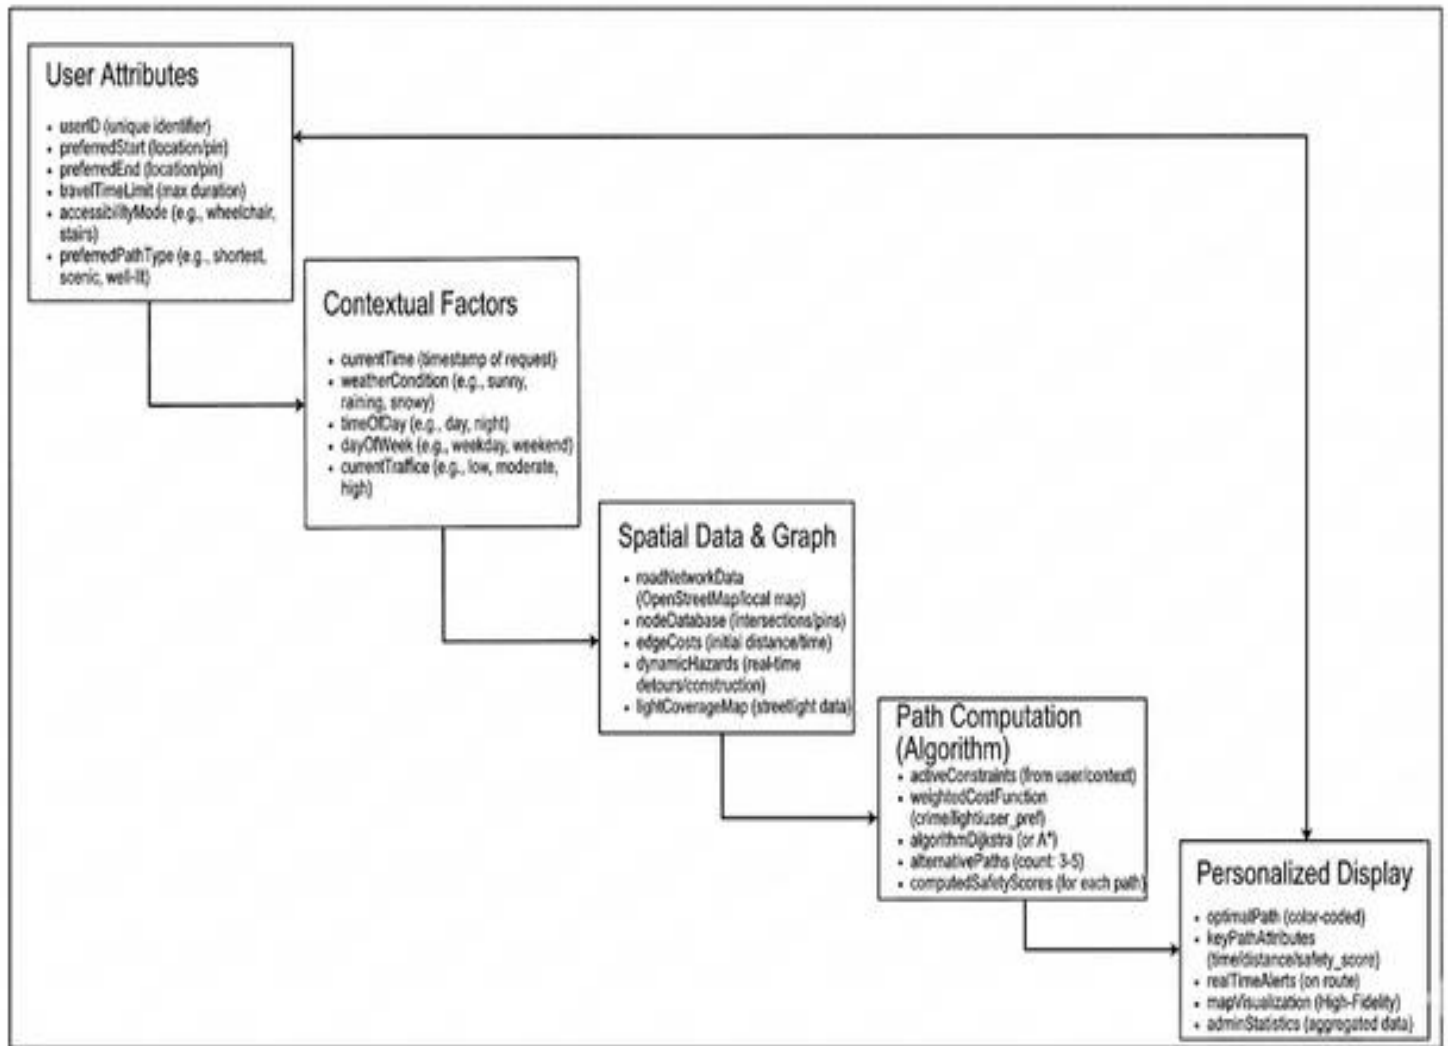 User Attributes
• userID (unique identifier)
• preferredStart (location/pin)
• preferredEnd (location/pin)
• travelTimeLimit (max duration)
• accessibilityMode (e.g., wheelchair,
stairs)
• preferredPathType (e.g., shortest,
scenic, well-lit)
Contextual Factors
• currentTime (timestamp of request)
• weatherCondition (e.g., sunny,
raining, snowy)
• timeOfDay (e.g., day, night)
• dayOfWeek (e.g., weekday, weekend)
• currentTraffice (e.g., low, moderate,
high)
Spatial Data & Graph
• roadNetworkData
(OpenStreetMap/local map)
• nodeDatabase (intersections/pins)
• edgeCosts (initial distance/time)
• dynamicHazards (real-time
detours/construction)
• lightCoverageMap (streetlight data)
Path Computation
(Algorithm)
• activeConstraints (from user/context)
• weightedCostFunction
(crime/light/user_pref)
• algorithmDijkstra (or A*)
• alternativePaths (count: 3-5)
• computedSafetyScores (for each path)
Personalized Display
• optimalPath (color-coded)
• keyPathAttributes
(time/distance/safety_score)
• realTimeAlerts (on route)
• mapVisualization (High-Fidelity)
• adminStatistics (aggregated data)